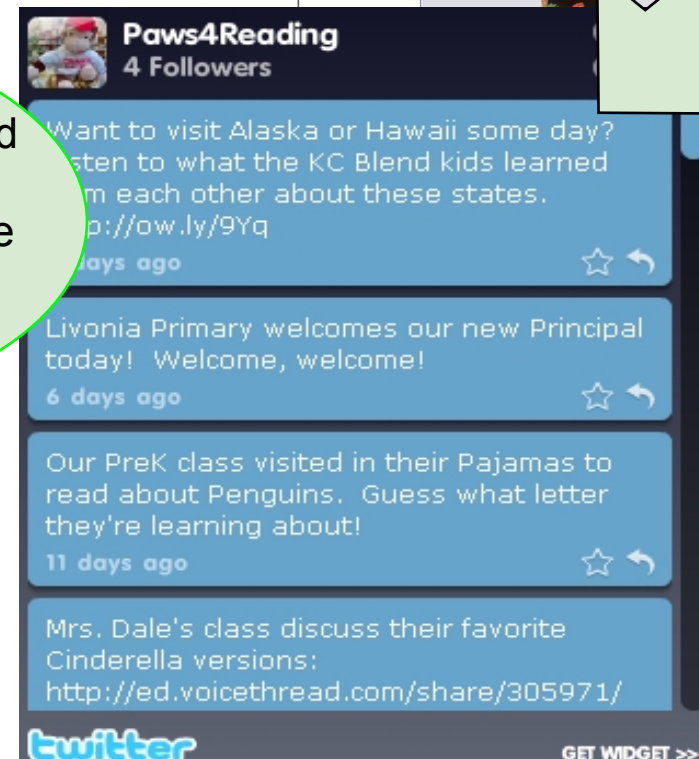 Paws4Reading
4 Followers
d
e
Want to visit Alaska or Hawaii some day?
sten to what the KC Blend kids learned
m each other about these states.
p://ow.ly/9Yq
days ago
Livonia Primary welcomes our new Principal
today!  Welcome, welcome!
6 days ago
Our PreK class visited in their Pajamas to
read about Penguins.  Guess what letter
they're learning about!
11 days ago
Mrs. Dale's class discuss their favorite
Cinderella versions:
http://ed.voicethread.com/share/305971/
twitter
GET WIDGET >>